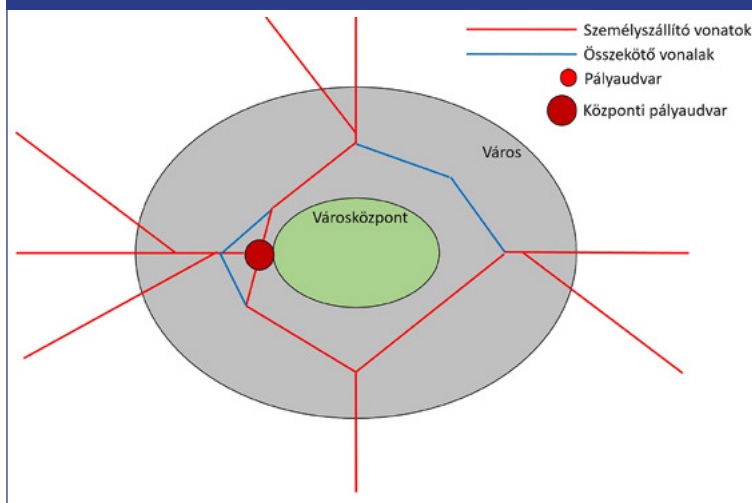 Személyszállító vonatok
Összekötő vonalak
Pályaudvar
Központi pályaudvar
Város
Városközpont